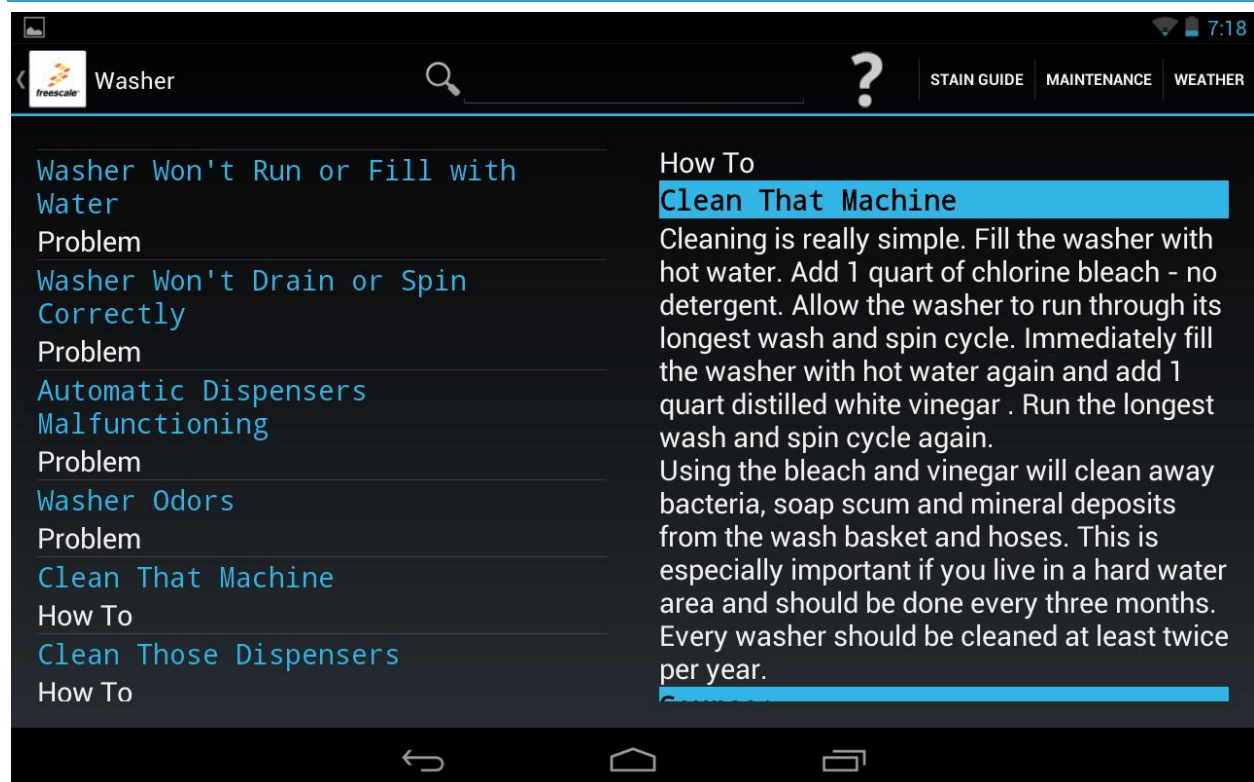 7:18
freescale
Washer
STAIN GUIDE
MAINTENANCE
WEATHER
Washer Won't Run or Fill with
Water
Problem
Washer Won't Drain or Spin
Correctly
Problem
Automatic Dispensers
Malfunctioning
Problem
Washer Odors
Problem
Clean That Machine
How To
Clean Those Dispensers
How To
How To
Clean That Machine
Cleaning is really simple. Fill the washer with
hot water. Add 1 quart of chlorine bleach - no
detergent. Allow the washer to run through its
longest wash and spin cycle. Immediately fill
the washer with hot water again and add 1
quart distilled white vinegar . Run the longest
wash and spin cycle again.
Using the bleach and vinegar will clean away
bacteria, soap scum and mineral deposits
from the wash basket and hoses. This is
especially important if you live in a hard water
area and should be done every three months.
Every washer should be cleaned at least twice
per year.